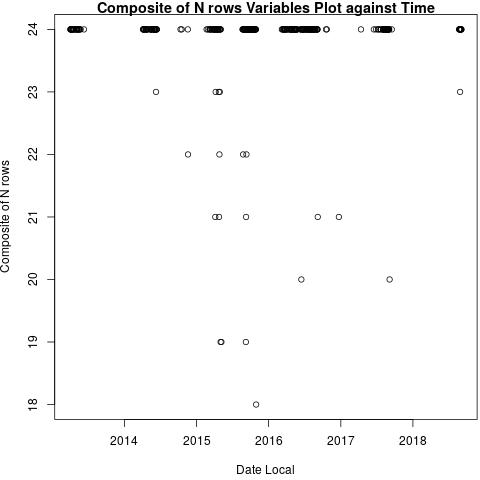 Composite of N rows Variables Plot against Time
Composite of N rows
24
23
22
21
20
19
18
2014 2015 2016 2017 2018
Date Local